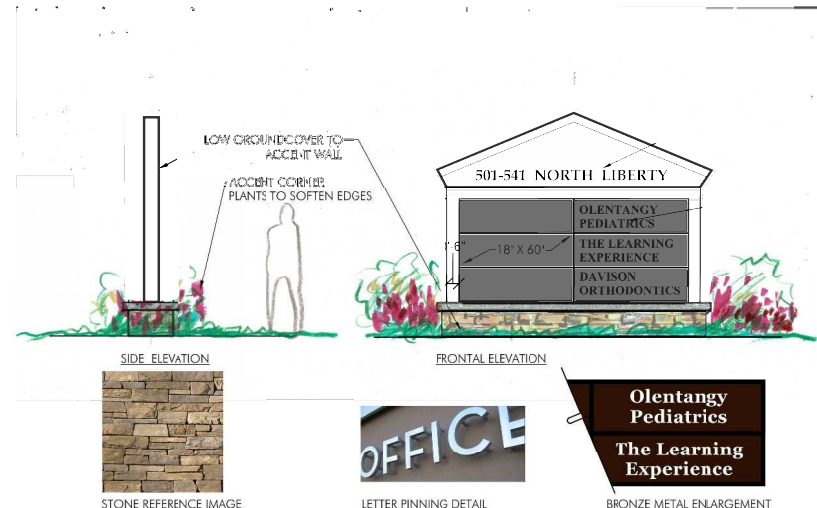 LOW GROUNDCOVER TO
ACCENT WALL
ACCENT CORNER
PLANTS TO SOFTEN EDGES
501-541 NORTH LIBERTY
OLENTANGY
PEDIATRICS
18" X 60"
THE LEARNING
EXPERIENCE
DAVISON
ORTHODONTICS
SIDE ELEVATION
FRONTAL ELEVATION
OFFICE
Olentangy
Pediatrics
The Learning
Experience
STONE REFERENCE IMAGE
LETTER PINNING DETAIL
BRONZE METAL ENLARGEMENT